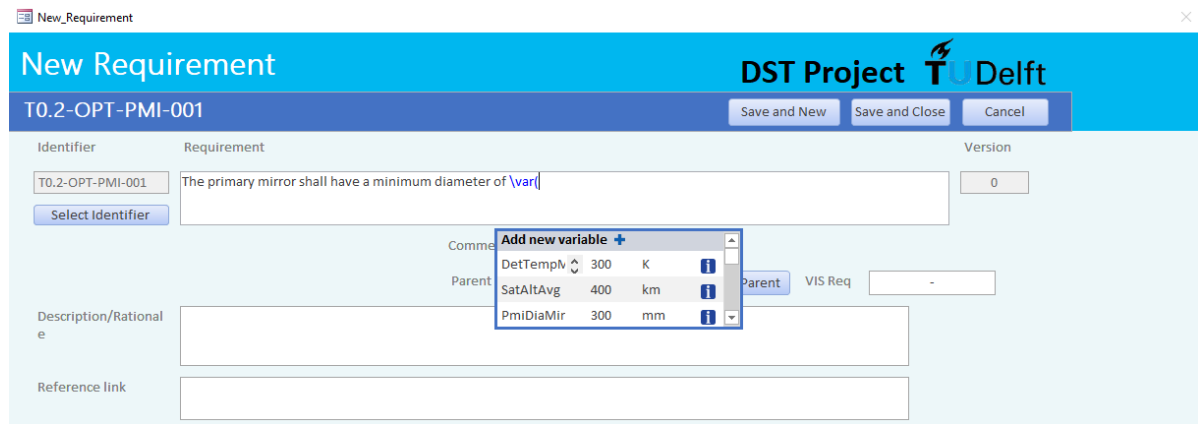 New_Requirement
New Requirement
DST Project TUDelft
T0.2-OPT-PMI-001
Save and New Save and Close Cancel
Identifier Requirement Version
T0.2-OPT-PMI-001 The primary mirror shall have a minimum diameter of \var( 0
Select Identifier
Comme
Add new variable +
DetTempM 300 K i
Parent
Parent VIS Req -
SatAltAvg 400 km i
PmiDiaMir 300 mm i
Description/Rational
e
Reference link